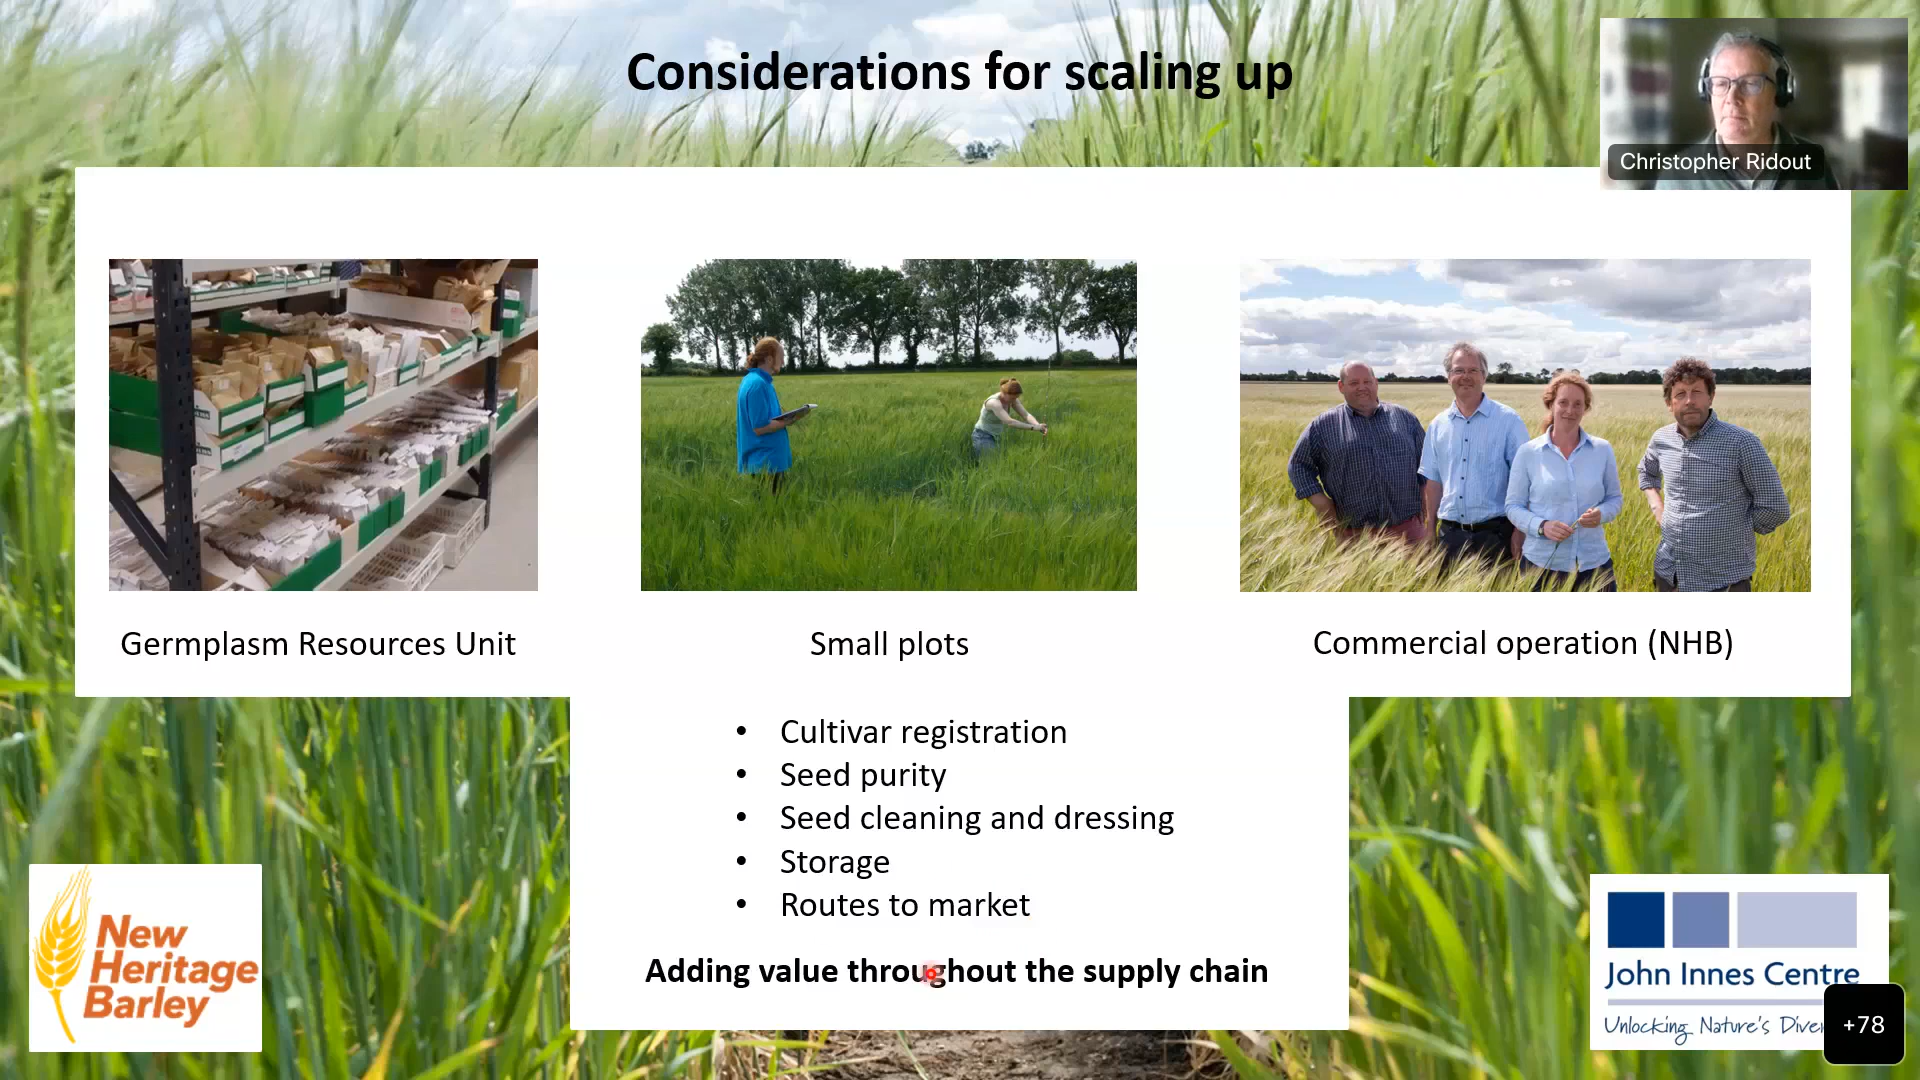 Considerations for scaling up
Christopher Ridout
Germplasm Resources Unit
Small plots
Commercial operation (NHB)
• Cultivar registration
• Seed purity
• Seed cleaning and dressing
• Storage
• Routes to market
Adding value throughout the supply chain
New
Heritage
Barley
John Innes Centre
Unlocking Nature's
+78